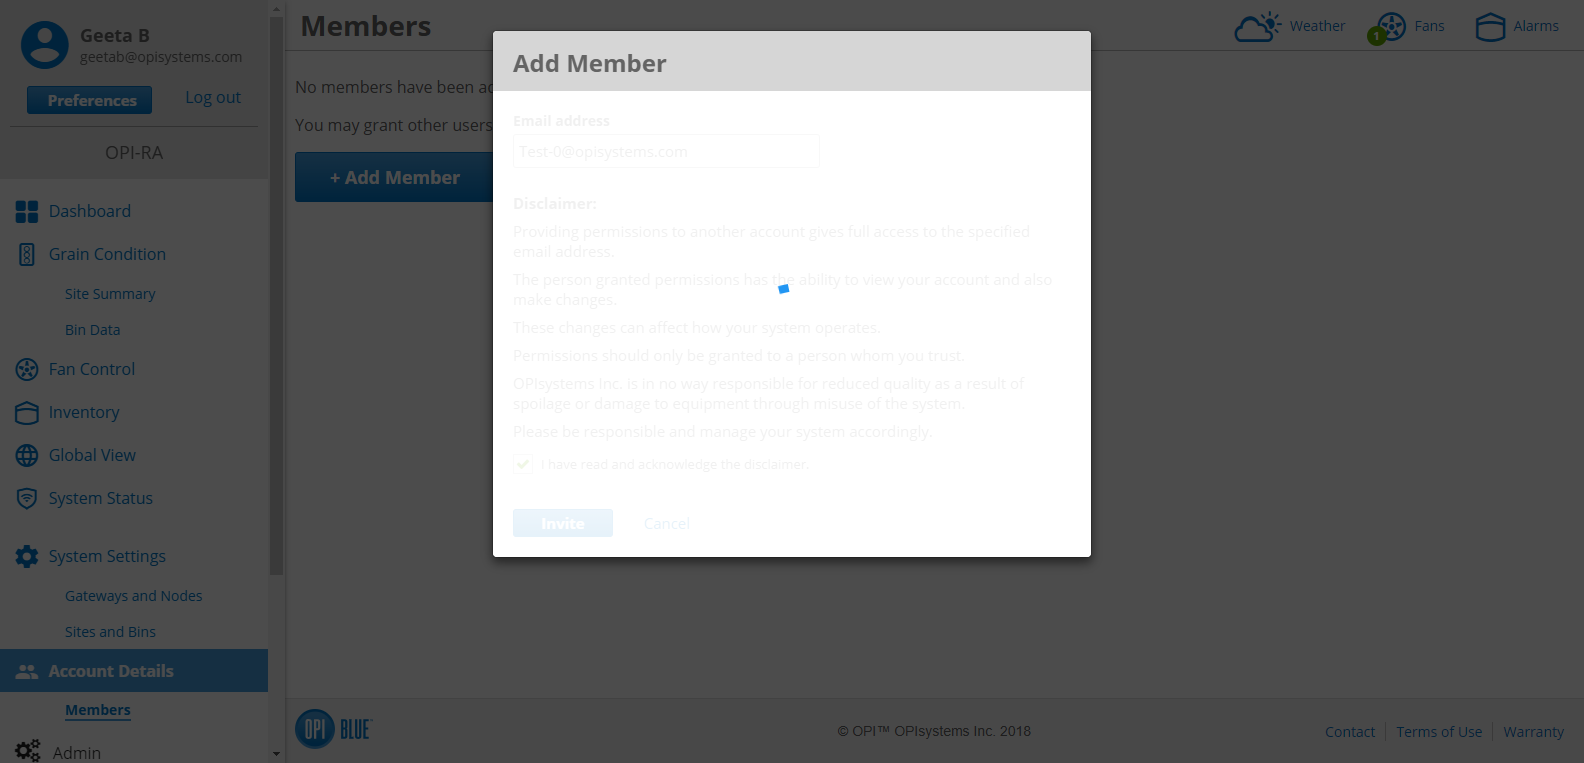 Geeta B
geetab@opisystems.com
Preferences
Log out
OPI-RA
Dashboard
Grain Condition
Site Summary
Bin Data
Fan Control
Inventory
Global View
System Status
System Settings
Gateways and Nodes
Sites and Bins
Account Details
Members
Admin
Members
Weather
1
Fans
Alarms
No members have been ad
You may grant other users
+ Add Member
Add Member
Email address
Test-0@opisystems.com
Disclaimer:
Providing permissions to another account gives full access to the specified
email address.
The person granted permissions has the ability to view your account and also
make changes.
These changes can affect how your system operates.
Permissions should only be granted to a person whom you trust.
OPIsystems Inc. is in no way responsible for reduced quality as a result of
spoilage or damage to equipment through misuse of the system.
Please be responsible and manage your system accordingly.
I have read and acknowledge the disclaimer.
Invite
Cancel
OPI BLUE™
© OPI™ OPIsystems Inc. 2018
Contact
Terms of Use
Warranty